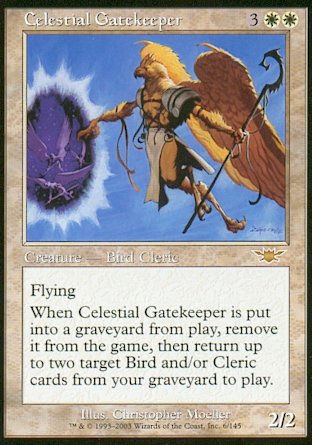 Celestial Gatekeeper 3
Creature — Bird Cleric
Flying
When Celestial Gatekeeper is put
into a graveyard from play, remove
it from the game, then return up
to two target Bird and/or Cleric
cards from your graveyard to play.
2/2
Illus. Christopher Moeller
™ & © 1993-2003 Wizards of the Coast, Inc. 6/145